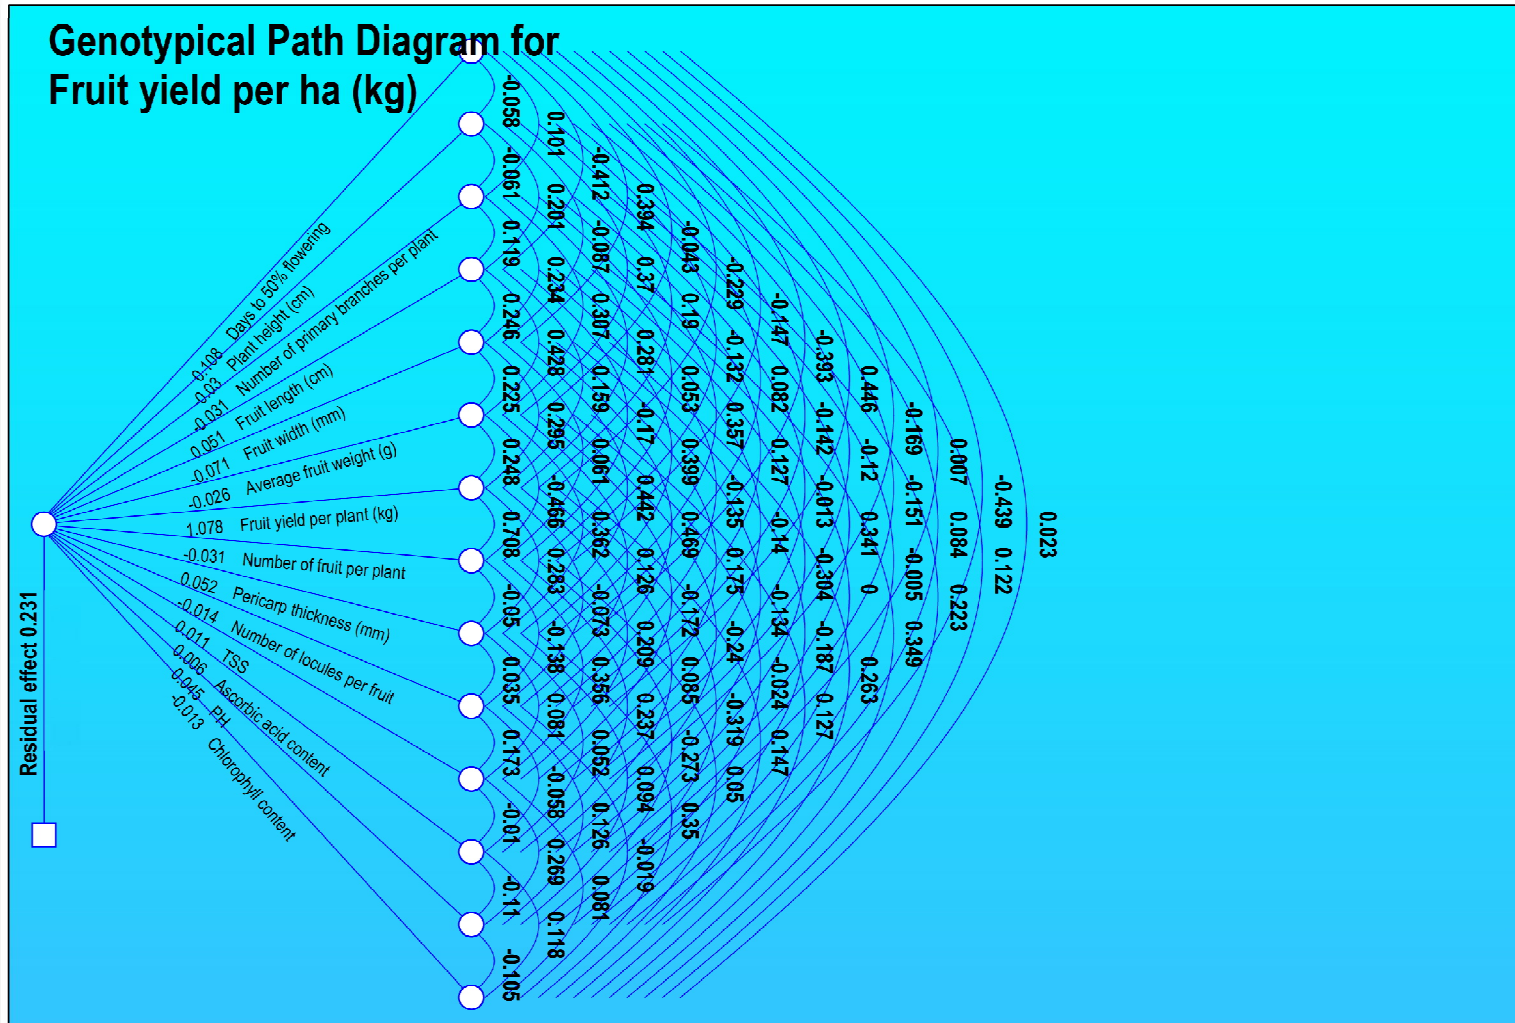 Genotypical Path Diagram for
Fruit yield per ha (kg)
0.108 Days to 50% flowering
-0.03 Plant height (cm)
-0.031 Number of primary branches per plant
0.051 Fruit length (cm)
-0.071 Fruit width (mm)
-0.026 Average fruit weight (g)
1.078 Fruit yield per plant (kg)
-0.031 Number of fruit per plant
0.052 Pericarp thickness (mm)
-0.014 Number of locules per fruit
0.011 TSS
0.006 Ascorbic acid content
0.045 PH
-0.013 Chlorophyll content
Residual effect 0.231
-0.058 -0.061 0.119 0.246 0.225 0.248 0.708 -0.05 0.035 0.173 -0.01 -0.11 -0.105
0.101 0.201 0.234 0.428 0.295 -0.466 0.283 -0.138 0.081 -0.058 0.269 0.118
-0.412 -0.087 0.307 0.159 0.061 0.362 -0.073 0.356 0.052 0.126 0.081
0.394 0.37 0.281 -0.17 0.442 0.126 0.209 0.237 0.094 -0.019
-0.043 0.19 0.053 0.399 0.469 -0.172 0.085 -0.273 0.35
-0.229 -0.132 0.357 -0.135 0.175 -0.24 -0.319 0.05
-0.147 0.082 0.127 -0.14 -0.134 -0.024 0.147
-0.393 -0.142 -0.013 -0.304 -0.187 0.127
0.446 -0.12 0.341 0 0.263
-0.169 -0.151 -0.005 0.349
0.007 0.084 0.223
-0.439 0.122
0.023